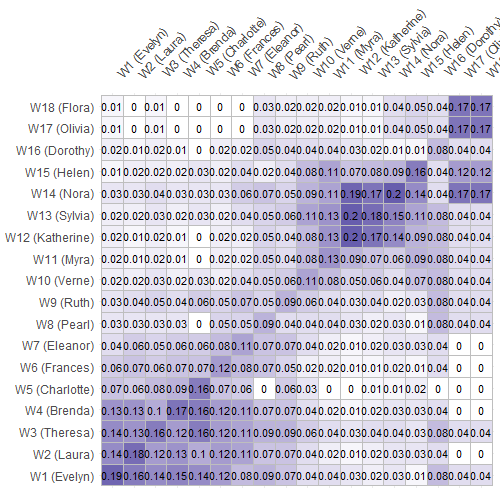 W1 (Evelyn)
W2 (Laura)
W3 (Theresa)
W4 (Brenda)
W5 (Charlotte)
W6 (Frances)
W7 (Eleanor)
W8 (Pearl)
W9 (Ruth)
W10 (Verne)
W11 (Myra)
W12 (Katherine)
W13 (Sylvia)
W14 (Nora)
W15 (Helen)
W16 (Dorothy
W17 (Oli
W18 (Flora) 0.01 0 0.01 0 0 0 0 0.03 0.02 0.02 0.02 0.01 0.01 0.04 0.05 0.04 0.17 0.17
W17 (Olivia) 0.01 0 0.01 0 0 0 0 0.03 0.02 0.02 0.02 0.01 0.01 0.04 0.05 0.04 0.17 0.17
W16 (Dorothy) 0.02 0.01 0.02 0.01 0 0.02 0.02 0.05 0.04 0.04 0.04 0.03 0.02 0.01 0.01 0.08 0.04 0.04
W15 (Helen) 0.01 0.02 0.02 0.02 0.03 0.02 0.04 0.02 0.04 0.08 0.11 0.07 0.08 0.09 0.16 0.04 0.12 0.12
W14 (Nora) 0.03 0.03 0.04 0.03 0.03 0.03 0.06 0.07 0.05 0.09 0.11 0.19 0.17 0.2 0.14 0.04 0.17 0.17
W13 (Sylvia) 0.02 0.02 0.03 0.02 0.03 0.02 0.04 0.05 0.06 0.11 0.13 0.2 0.18 0.15 0.11 0.08 0.04 0.04
W12 (Katherine) 0.02 0.01 0.02 0.01 0 0.02 0.02 0.05 0.04 0.08 0.13 0.2 0.17 0.14 0.09 0.08 0.04 0.04
W11 (Myra) 0.02 0.01 0.02 0.01 0 0.02 0.02 0.05 0.04 0.08 0.13 0.09 0.07 0.06 0.09 0.08 0.04 0.04
W10 (Verne) 0.02 0.02 0.03 0.02 0.03 0.02 0.04 0.05 0.06 0.11 0.08 0.05 0.06 0.04 0.07 0.08 0.04 0.04
W9 (Ruth) 0.03 0.04 0.05 0.04 0.06 0.05 0.07 0.05 0.09 0.06 0.04 0.03 0.04 0.02 0.03 0.08 0.04 0.04
W8 (Pearl) 0.03 0.03 0.03 0.03 0 0.05 0.05 0.09 0.04 0.04 0.04 0.03 0.02 0.03 0.01 0.08 0.04 0.04
W7 (Eleanor) 0.04 0.06 0.05 0.06 0.06 0.08 0.11 0.07 0.07 0.04 0.02 0.01 0.02 0.03 0.04 0.04 0 0
W6 (Frances) 0.06 0.07 0.06 0.07 0.06 0.12 0.08 0.07 0.05 0.02 0.02 0.01 0.01 0.02 0.01 0.04 0 0
W5 (Charlotte) 0.07 0.06 0.08 0.09 0.16 0.07 0.06 0 0.06 0.03 0 0 0.01 0.01 0.02 0 0 0
W4 (Brenda) 0.13 0.13 0.1 0.17 0.16 0.12 0.11 0.07 0.07 0.04 0.02 0.01 0.02 0.03 0.03 0.04 0 0
W3 (Theresa) 0.14 0.13 0.16 0.12 0.16 0.12 0.11 0.09 0.09 0.06 0.04 0.03 0.04 0.04 0.03 0.08 0.04 0.04
W2 (Laura) 0.14 0.18 0.12 0.13 0.1 0.12 0.11 0.07 0.07 0.04 0.02 0.01 0.02 0.03 0.03 0.04 0 0
W1 (Evelyn) 0.19 0.16 0.14 0.15 0.14 0.12 0.08 0.09 0.07 0.04 0.04 0.03 0.02 0.03 0.01 0.08 0.04 0.04